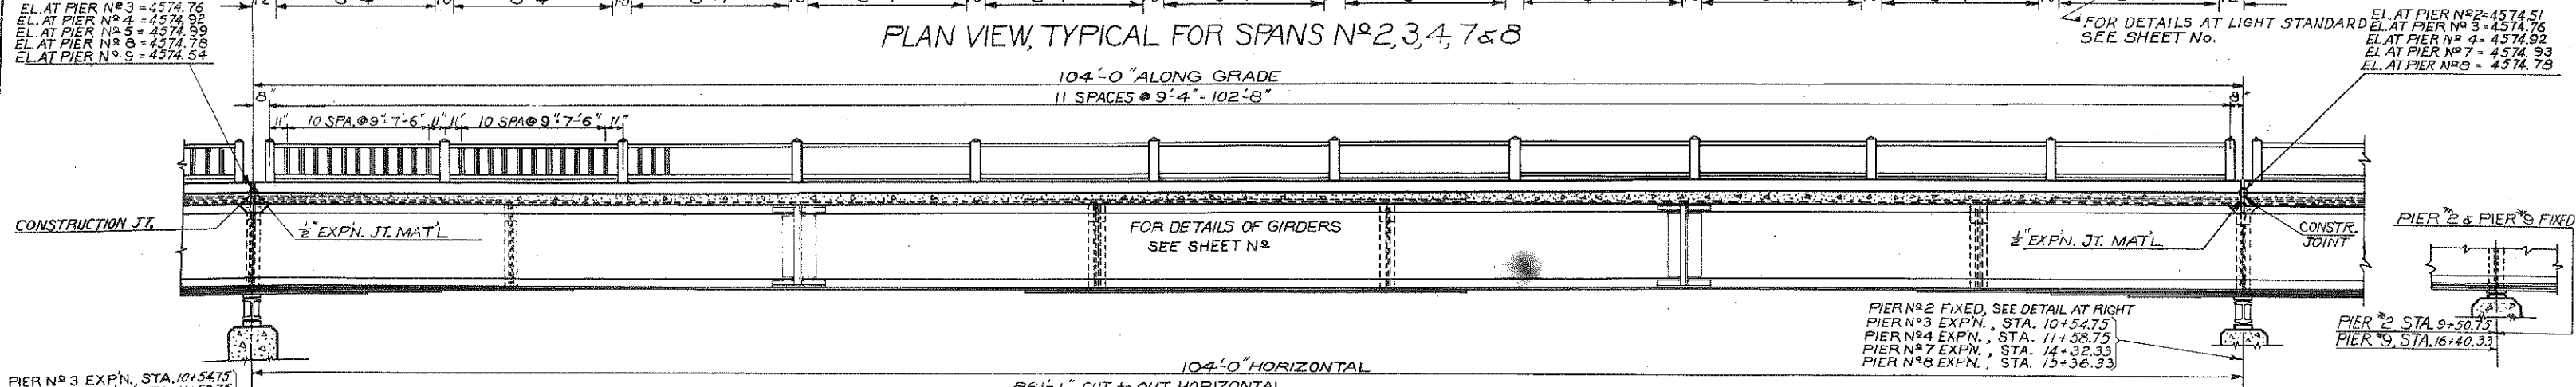 EL. AT PIER Nº 3 = 4574.76
EL. AT PIER Nº 4 = 4574.92
EL. AT PIER Nº 5 = 4574.99
EL. AT PIER Nº 8 = 4574.78
EL. AT PIER Nº 9 = 4574.54
PLAN VIEW, TYPICAL FOR SPANS Nº 2, 3, 4, 7 & 8
FOR DETAILS AT LIGHT STANDARD
SEE SHEET No.
EL. AT PIER Nº 2 = 4574.51
EL. AT PIER Nº 3 = 4574.76
EL. AT PIER Nº 4 = 4574.92
EL. AT PIER Nº 7 = 4574.93
EL. AT PIER Nº 8 = 4574.78
104'-0" ALONG GRADE
8"
11 SPACES @ 9'-4" = 102'-8"
8"
11" 10 SPA. @ 9" = 7'-6" 11" 11" 10 SPA @ 9" = 7'-6" 11"
CONSTRUCTION JT.
½" EXP'N. JT. MAT'L
FOR DETAILS OF GIRDERS
SEE SHEET Nº
½" EXP'N. JT. MAT'L
CONSTR.
JOINT
PIER #2 & PIER #9 FIXED
PIER Nº 2 FIXED, SEE DETAIL AT RIGHT
PIER Nº 3 EXP'N., STA. 10+54.75
PIER Nº 4 EXP'N., STA. 11+58.75
PIER Nº 7 EXP'N., STA. 14+32.33
PIER Nº 8 EXP'N., STA. 15+36.33
PIER #2, STA. 9+50.75
PIER #9, STA. 16+40.33
104'-0" HORIZONTAL
PIER Nº 3 EXP'N., STA. 10+54.75
OUT to OUT HORIZONTAL